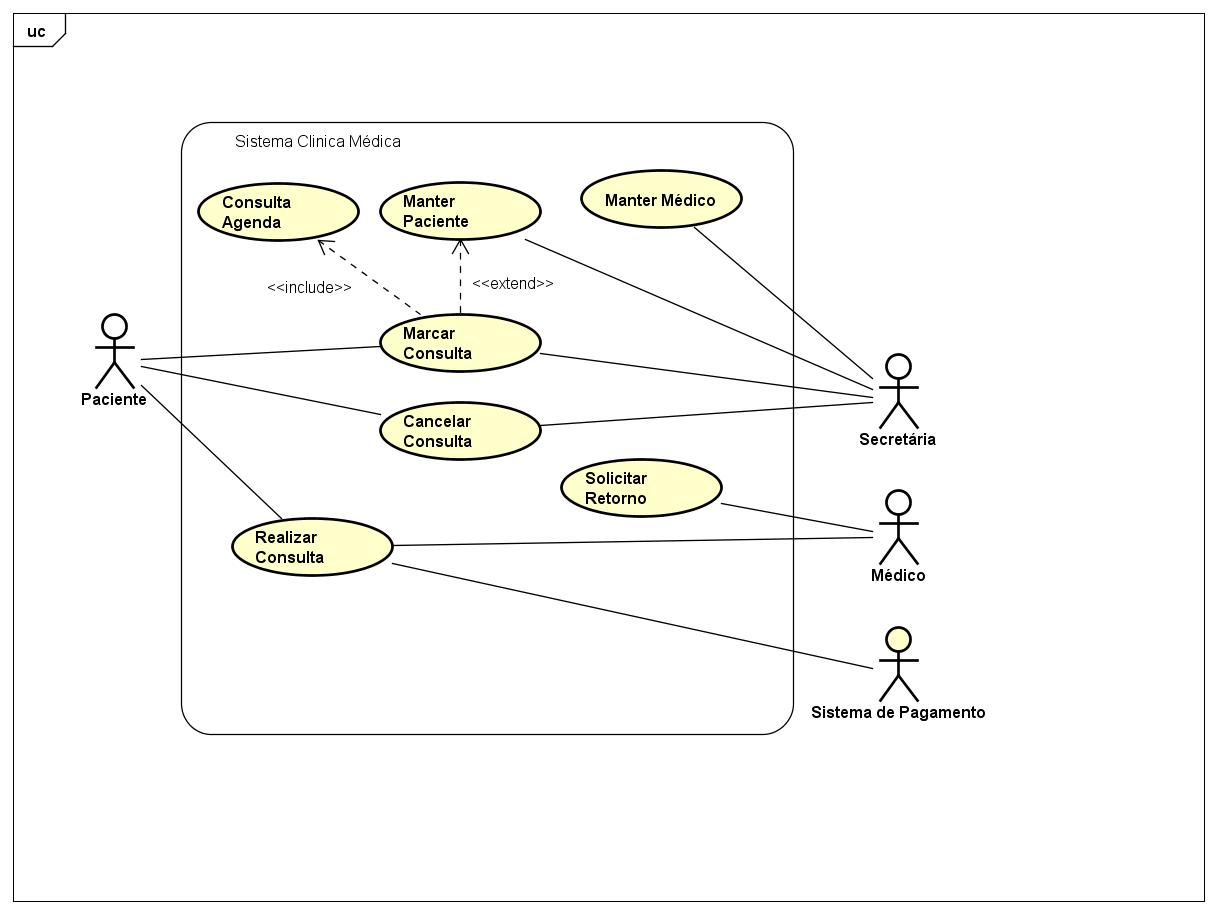 uc
Sistema Clinica Médica
Consulta
Agenda
Manter
Paciente
Manter Médico
<<include>>
<<extend>>
Marcar
Consulta
Paciente
Cancelar
Consulta
Secretária
Solicitar
Retorno
Realizar
Consulta
Médico
Sistema de Pagamento